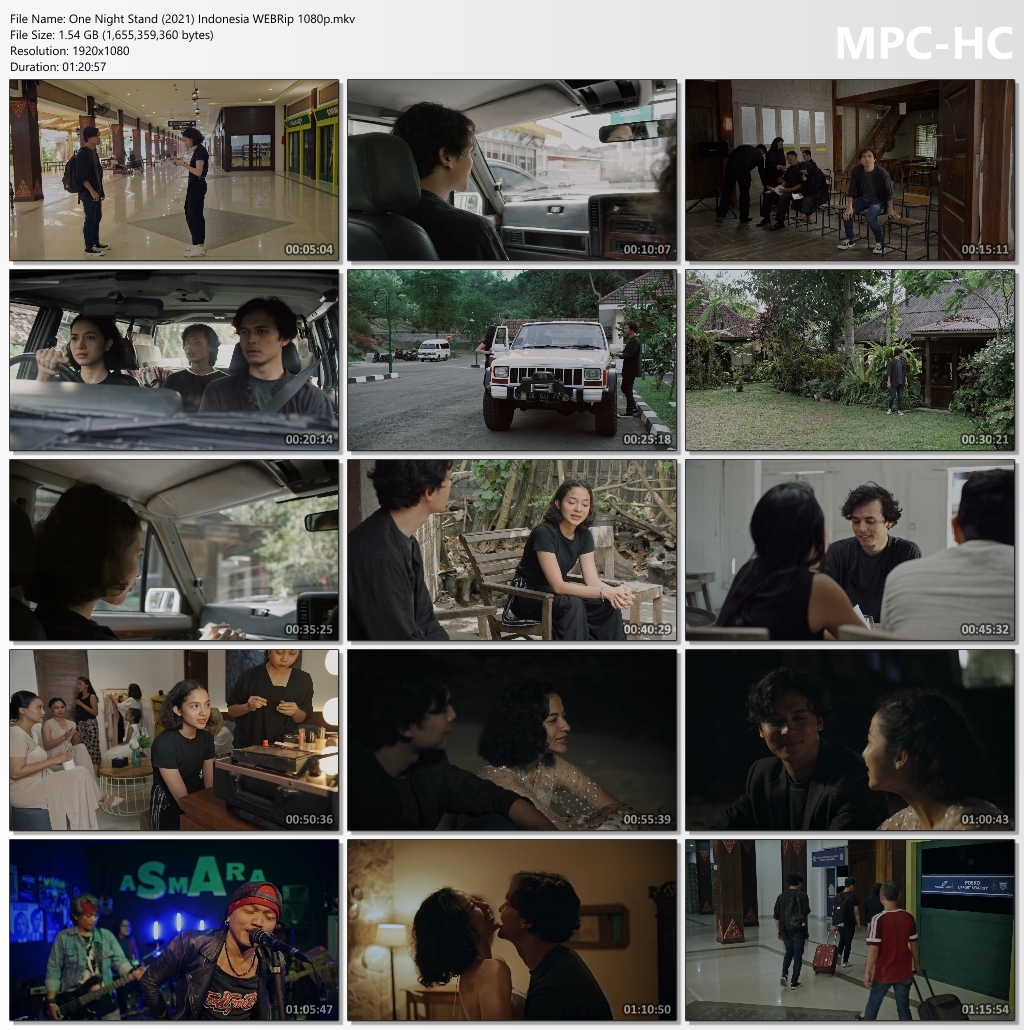 File Name: One Night Stand (2021) Indonesia WEBRip 1080p.mkv
File Size: 1.54 GB (1,655,359,360 bytes)
Resolution: 1920x1080
Duration: 01:20:57
MPC-HC
00:05:04
00:10:07
00:15:11
00:20:14
00:25:18
00:30:21
00:35:25
00:40:29
00:45:32
00:50:36
00:55:39
01:00:43
ASMARA
01:05:47
01:10:50
POSKO
01:15:54